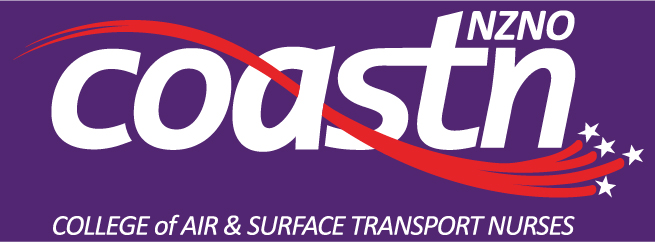 NZNO
coastn
COLLEGE of AIR & SURFACE TRANSPORT NURSES